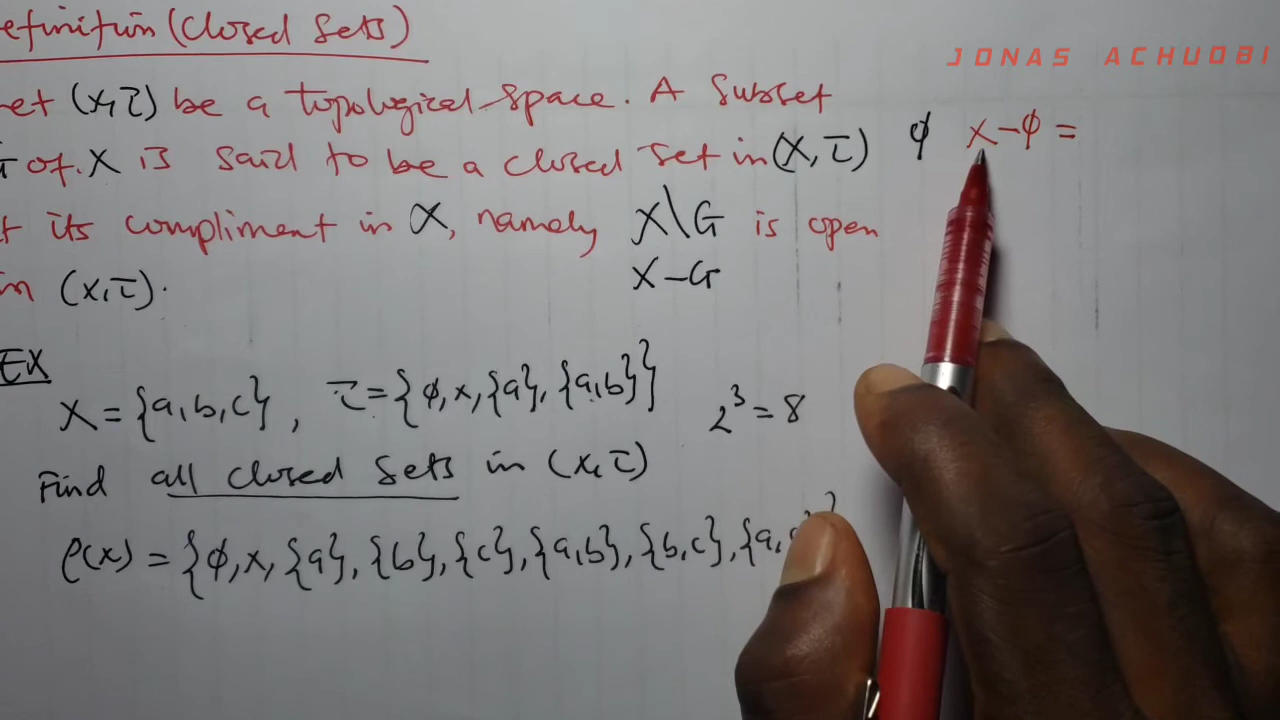 efinition (Closed Sets)
JONAS ACHUOBI
et (X,τ) be a topological space. A Subset
of X is said to be a closed set in (X, τ) φ X-φ =
its compliment in X, namely X\G is open
in (X,τ).
X-G
EX
X = {a,b,c}, τ = {φ,x,{a},{a,b}} 2³=8
Find all closed Sets in (X,τ)
P(x) = {φ,x,{a},{b},{c},{a,b},{b,c},{a,